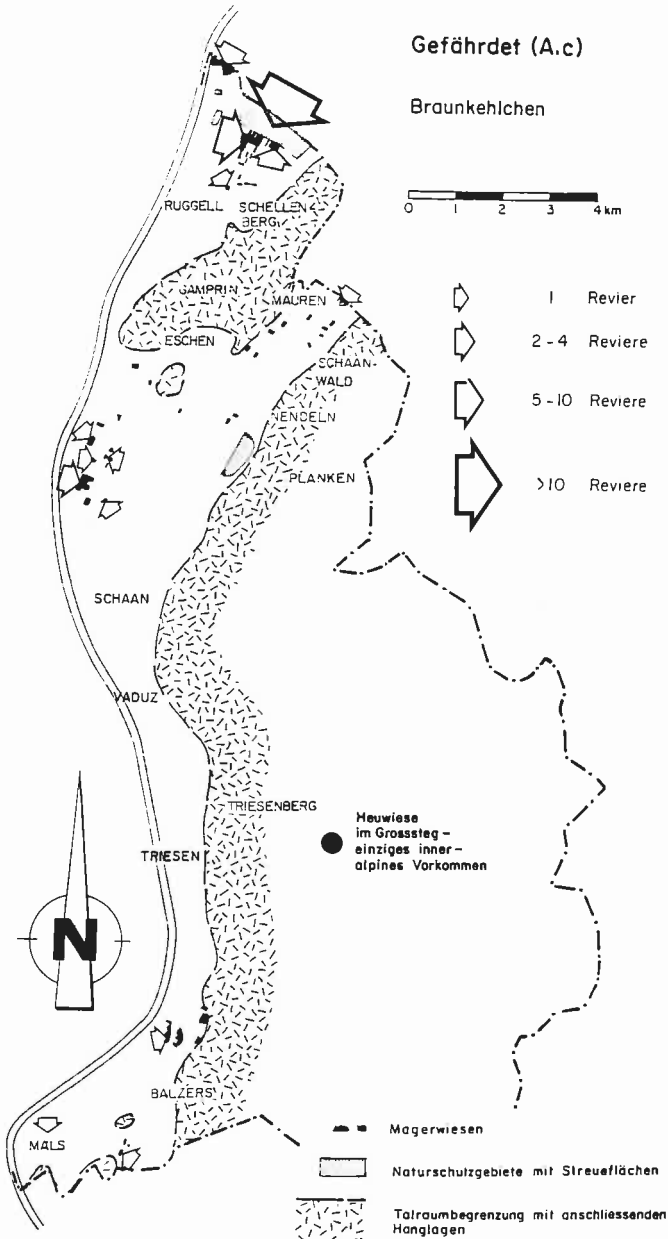 Gefährdet (A.c)
Braunkehlchen
0 1 2 3 4 km
1 Revier
2-4 Reviere
5-10 Reviere
>10 Reviere
RUGGELL
SCHELLEN-
BERG
GAMPRIN
MAUREN
ESCHEN
SCHAAN-
WALD
NENDELN
PLANKEN
SCHAAN
VADUZ
TRIESENBERG
Heuwiese
im Grosssteg-
einziges inner-
alpines Vorkommen
TRIESEN
N
BALZERS
MÄLS
Magerwiesen
Naturschutzgebiete mit Streueflächen
Talraumbegrenzung mit anschliessenden
Hanglagen